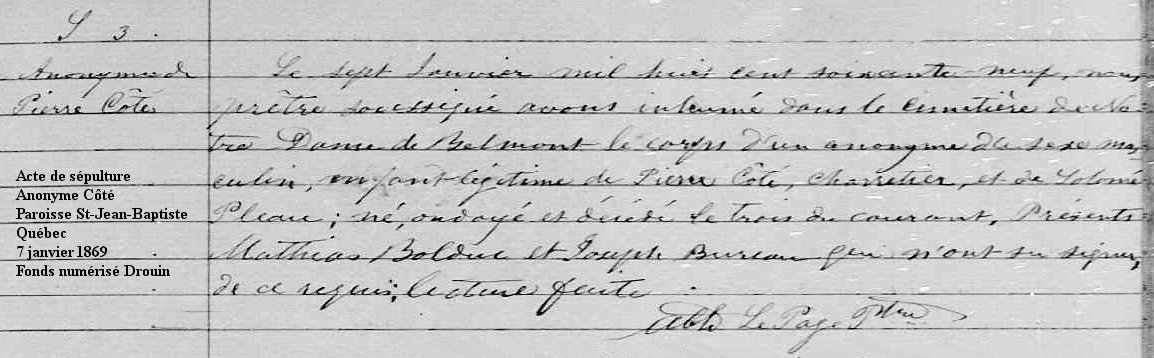 S 3.
Anonyme de
Pierre Côté
Le sept Janvier mil huit cent soixante neuf, nous,
prêtre soussigné avons inhumé dans le Cimetière de No-
tre Dame de Belmont le corps d'un anonyme du sexe mas-
culin, enfant légitime de Pierre Côté, Charretier, et de Solomé
Pleau; né, ondoyé et décédé le trois du courant. Présents
Mathias Bolduc et Joseph Bureau qui n'ont su signer,
de ce requis, lecture faite.
Le Page Ptre
Acte de sépulture
Anonyme Côté
Paroisse St-Jean-Baptiste
Québec
7 janvier 1869
Fonds numérisé Drouin